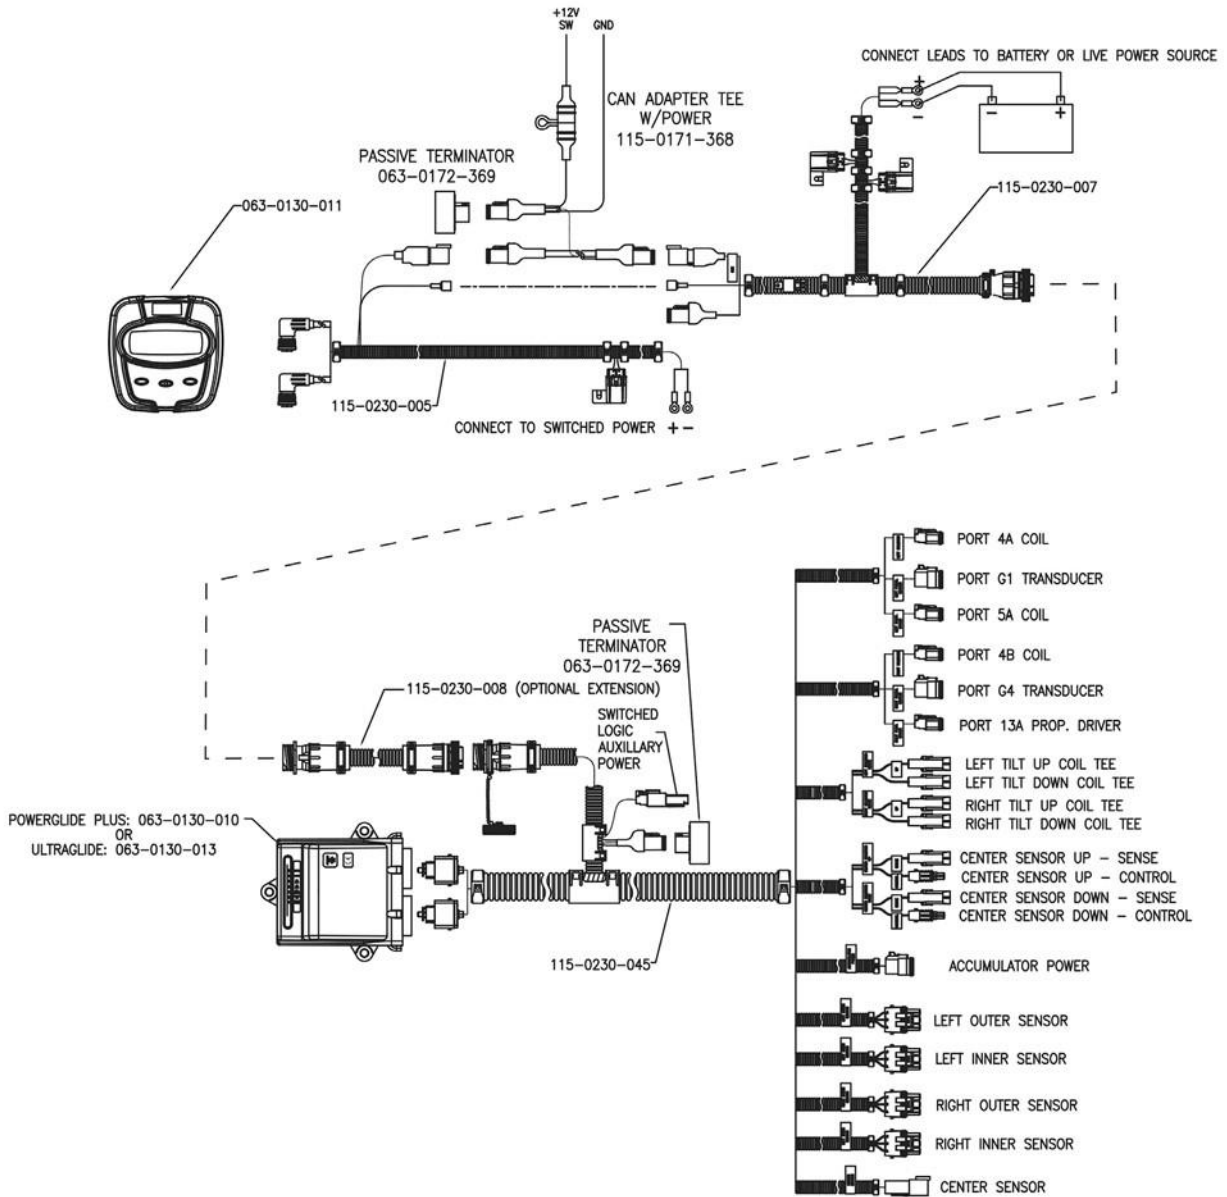 +12V
SW
GND
CONNECT LEADS TO BATTERY OR LIVE POWER SOURCE
+
-
-
+
CAN ADAPTER TEE
W/POWER
115-0171-368
PASSIVE TERMINATOR
063-0172-369
063-0130-011
115-0230-007
115-0230-005
CONNECT TO SWITCHED POWER + -
PORT 4A COIL
PORT G1 TRANSDUCER
PORT 5A COIL
PORT 4B COIL
PORT G4 TRANSDUCER
PORT 13A PROP. DRIVER
PASSIVE
TERMINATOR
063-0172-369
115-0230-008 (OPTIONAL EXTENSION)
SWITCHED
LOGIC
AUXILLARY
POWER
LEFT TILT UP COIL TEE
LEFT TILT DOWN COIL TEE
RIGHT TILT UP COIL TEE
RIGHT TILT DOWN COIL TEE
POWERGLIDE PLUS: 063-0130-010
OR
ULTRAGLIDE: 063-0130-013
CENTER SENSOR UP - SENSE
CENTER SENSOR UP - CONTROL
CENTER SENSOR DOWN - SENSE
CENTER SENSOR DOWN - CONTROL
115-0230-045
ACCUMULATOR POWER
LEFT OUTER SENSOR
LEFT INNER SENSOR
RIGHT OUTER SENSOR
RIGHT INNER SENSOR
CENTER SENSOR